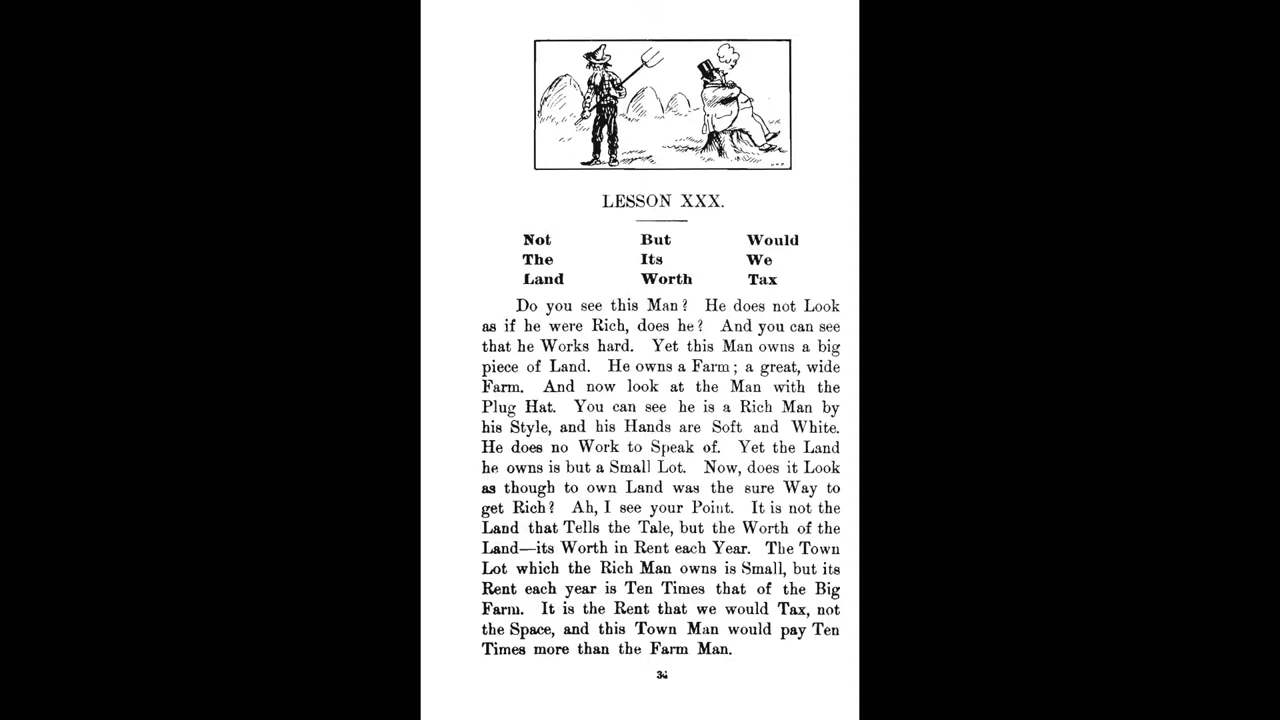 LESSON XXX.
Not But Would
The Its We
Land Worth Tax
Do you see this Man? He does not Look
as if he were Rich, does he? And you can see
that he Works hard. Yet this Man owns a big
piece of Land. He owns a Farm; a great, wide
Farm. And now look at the Man with the
Plug Hat. You can see he is a Rich Man by
his Style, and his Hands are Soft and White.
He does no Work to Speak of. Yet the Land
he owns is but a Small Lot. Now, does it Look
as though to own Land was the sure Way to
get Rich? Ah, I see your Point. It is not the
Land that Tells the Tale, but the Worth of the
Land—its Worth in Rent each Year. The Town
Lot which the Rich Man owns is Small, but its
Rent each year is Ten Times that of the Big
Farm. It is the Rent that we would Tax, not
the Space, and this Town Man would pay Ten
Times more than the Farm Man.